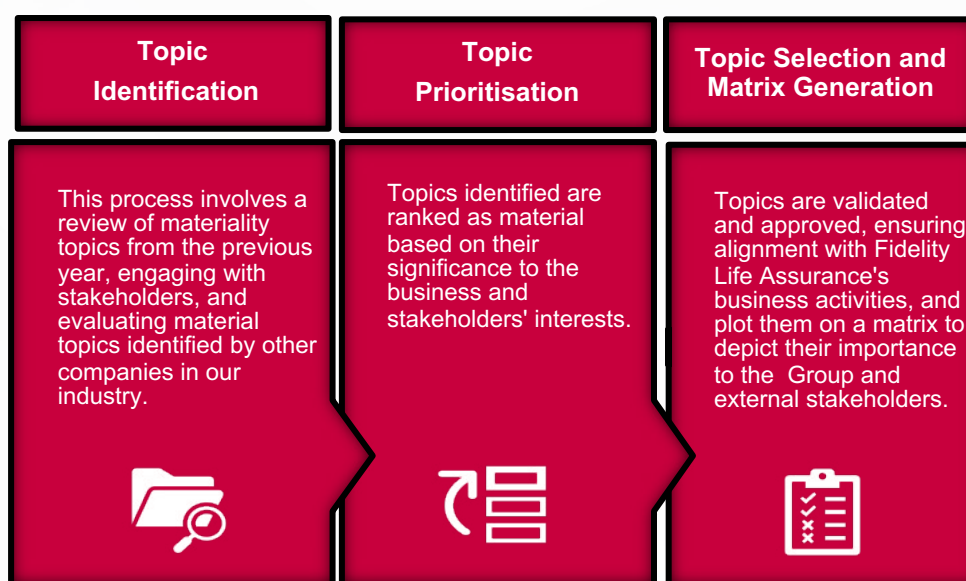 Topic
Identification
Topic
Prioritisation
Topic Selection and
Matrix Generation
This process involves a
review of materiality
topics from the previous
year, engaging with
stakeholders, and
evaluating material
topics identified by other
companies in our
industry.
Topics identified are
ranked as material
based on their
significance to the
business and
stakeholders' interests.
Topics are validated
and approved, ensuring
alignment with Fidelity
Life Assurance's
business activities, and
plot them on a matrix to
depict their importance
to the Group and
external stakeholders.